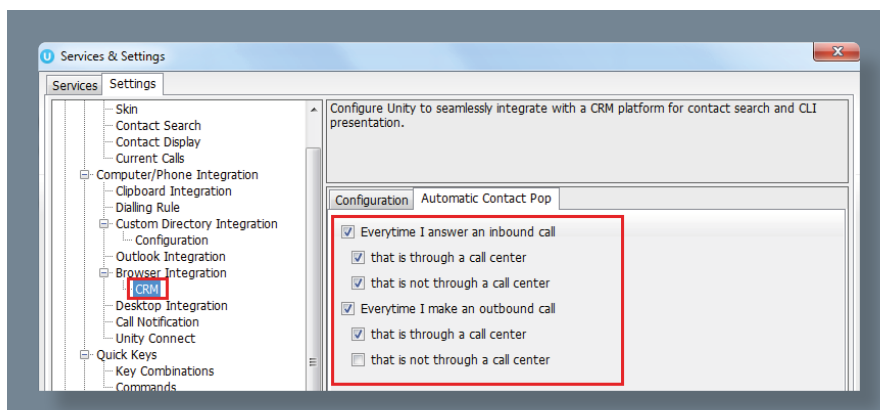 Services & Settings
Services Settings
Skin
Contact Search
Contact Display
Current Calls
Computer/Phone Integration
Clipboard Integration
Dialling Rule
Custom Directory Integration
Configuration
Outlook Integration
Browser Integration
CRM
Desktop Integration
Call Notification
Unity Connect
Quick Keys
Key Combinations
Commands
Configure Unity to seamlessly integrate with a CRM platform for contact search and CLI
presentation.
Configuration Automatic Contact Pop
Everytime I answer an inbound call
that is through a call center
that is not through a call center
Everytime I make an outbound call
that is through a call center
that is not through a call center